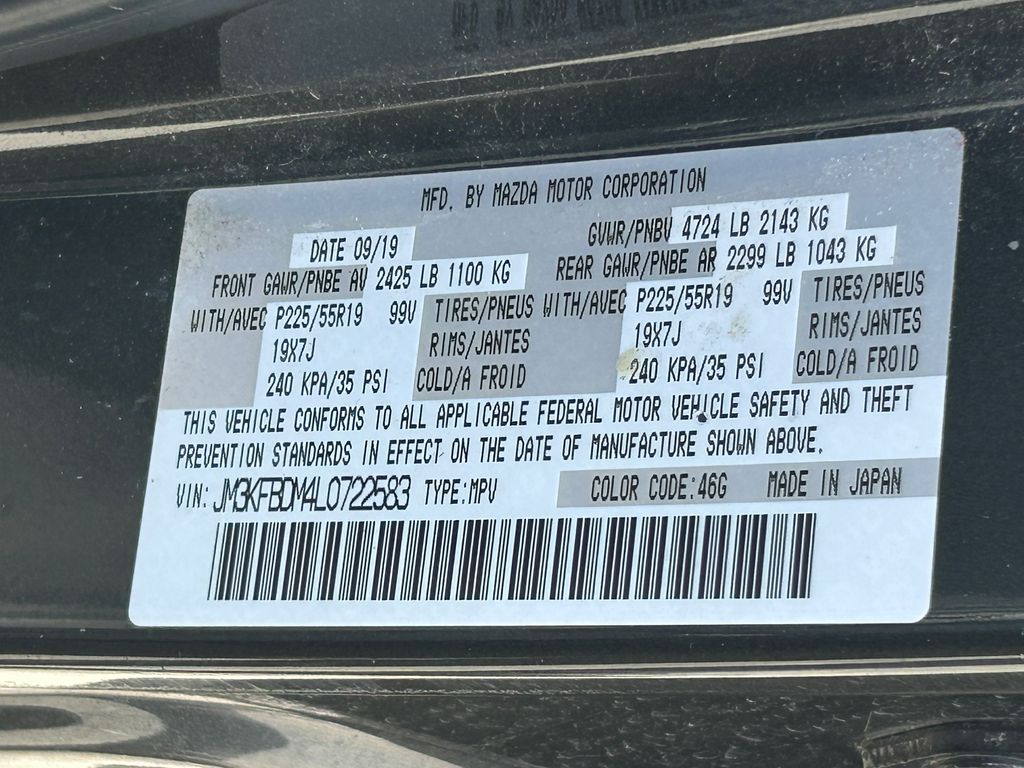 MFD. BY MAZDA MOTOR CORPORATION
DATE 09/19 GVWR/PNBV 4724 LB 2143 KG
FRONT GAWR/PNBE AV 2425 LB 1100 KG REAR GAWR/PNBE AR 2299 LB 1043 KG
WITH/AVEC P225/55R19 99V TIRES/PNEUS WITH/AVEC P225/55R19 99V TIRES/PNEUS
19X7J RIMS/JANTES 19X7J RIMS/JANTES
240 KPA/35 PSI COLD/A FROID 240 KPA/35 PSI COLD/A FROID
THIS VEHICLE CONFORMS TO ALL APPLICABLE FEDERAL MOTOR VEHICLE SAFETY AND THEFT
PREVENTION STANDARDS IN EFFECT ON THE DATE OF MANUFACTURE SHOWN ABOVE.
VIN: JM3KFBDM4L0722583 TYPE:MPV COLOR CODE:46G MADE IN JAPAN